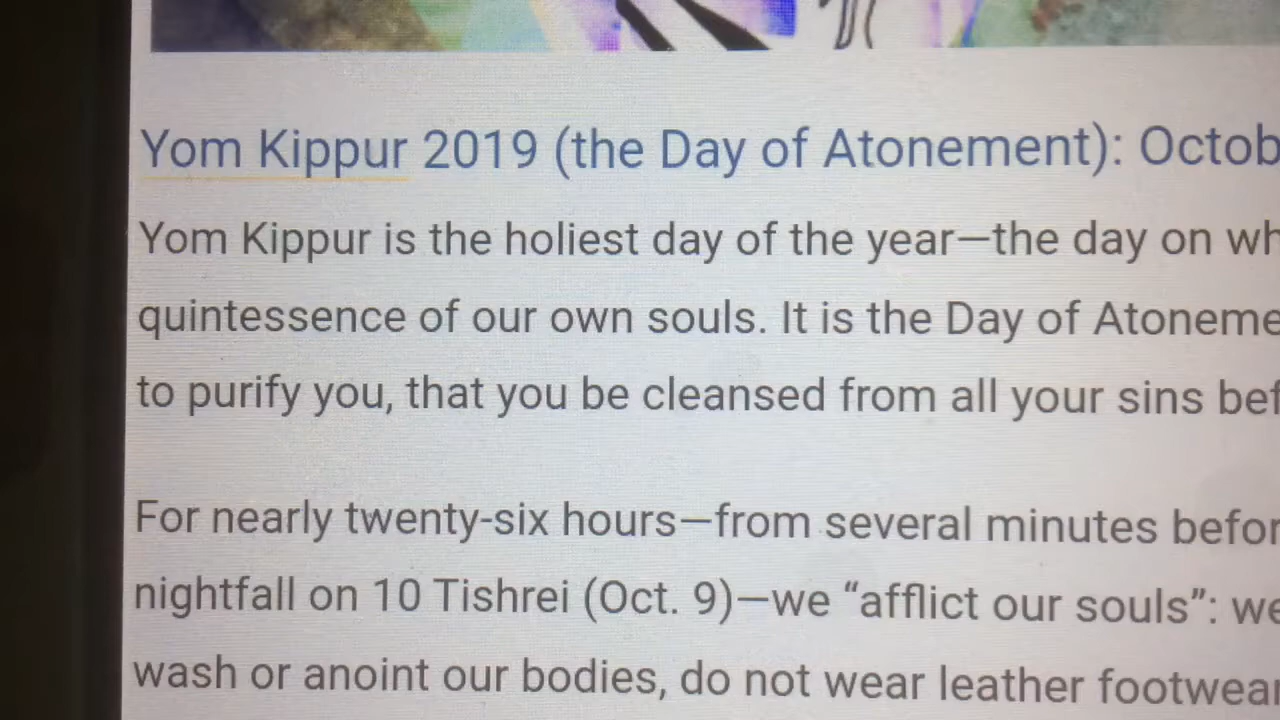 Yom Kippur 2019 (the Day of Atonement): Octob
Yom Kippur is the holiest day of the year—the day on wh
quintessence of our own souls. It is the Day of Atoneme
to purify you, that you be cleansed from all your sins bef
For nearly twenty-six hours—from several minutes befor
nightfall on 10 Tishrei (Oct. 9)—we “afflict our souls”: we
wash or anoint our bodies, do not wear leather footwear